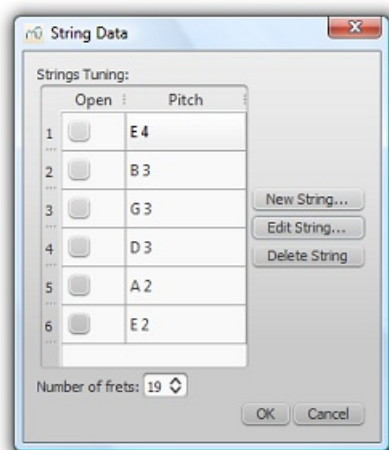 String Data
Strings Tuning:
Open Pitch
1 E 4
2 B 3
3 G 3
4 D 3
5 A 2
6 E 2
New String...
Edit String...
Delete String
Number of frets: 19
OK Cancel